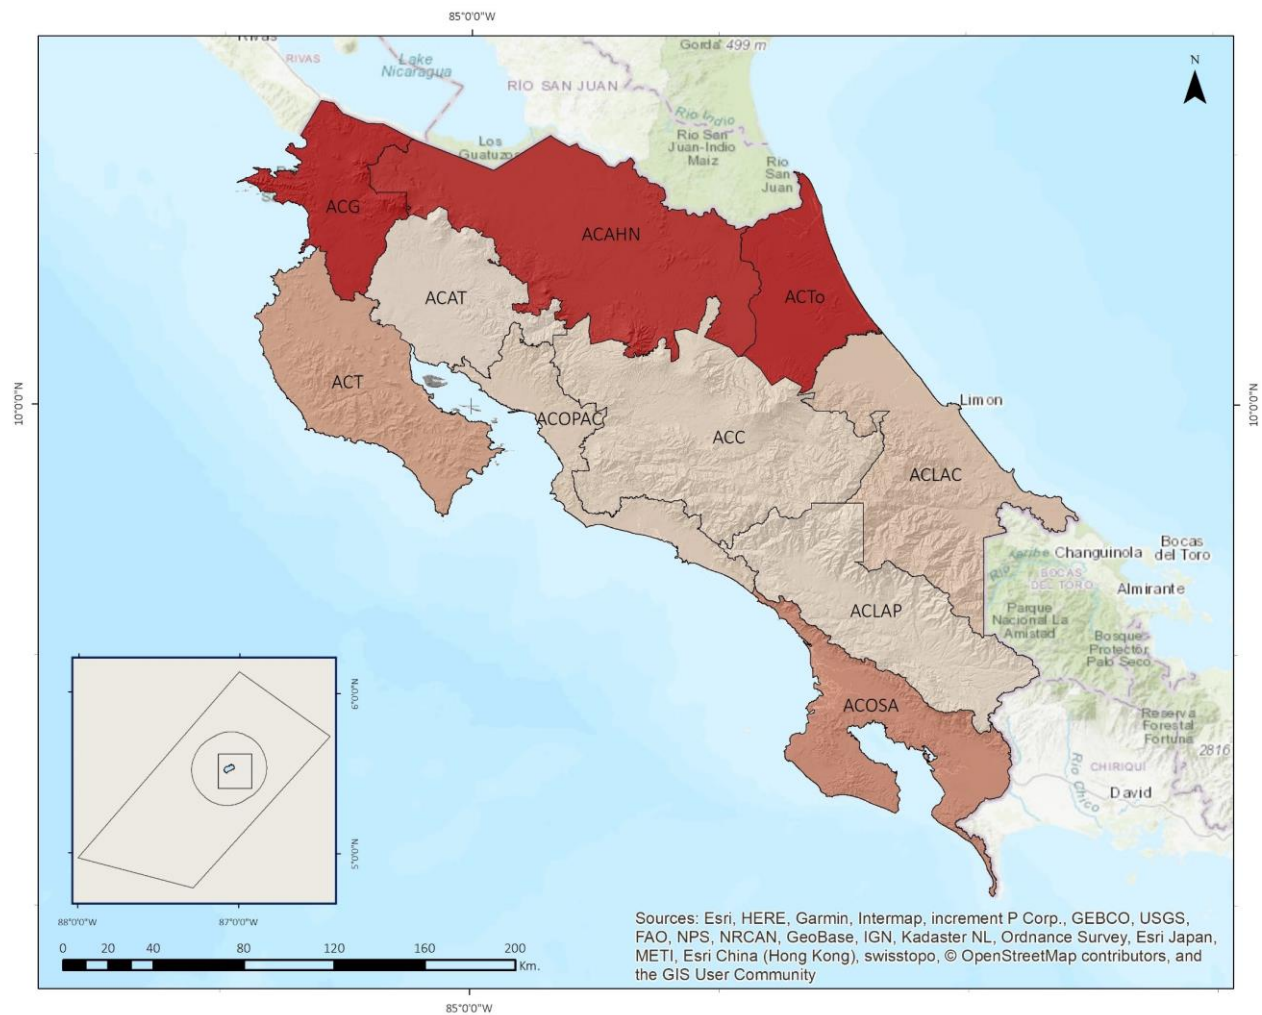 85°0'0"W
N
Rivas
RIVAS
Lake
Nicaragua
Gorda 499 m
RÍO SAN JUAN
Rio Indio
Rio San
Juan-Indio
Maiz
Los
Guatuzo
Rio
San
Juan
ACG
ACAHN
ACTo
ACAT
ACT
10°0'0"N
10°0'0"N
Limon
ACOPAC
ACC
ACLAC
Changuinola
Bocas
del Toro
BOCAS
DEL TORO
Almirante
Parque
Nacional La
Amistad
Bosque
Protector
Palo Seco
ACLAP
ACOSA
Reserva
Forestal
Fortuna
2816
CHIRIQUÍ
Rio Chico
David
6°0'0"N
5°0'0"N
88°0'0"W
87°0'0"W
0 20 40 80 120 160 200
Km.
Sources: Esri, HERE, Garmin, Intermap, increment P Corp., GEBCO, USGS,
FAO, NPS, NRCAN, GeoBase, IGN, Kadaster NL, Ordnance Survey, Esri Japan,
METI, Esri China (Hong Kong), swisstopo, © OpenStreetMap contributors, and
the GIS User Community
85°0'0"W